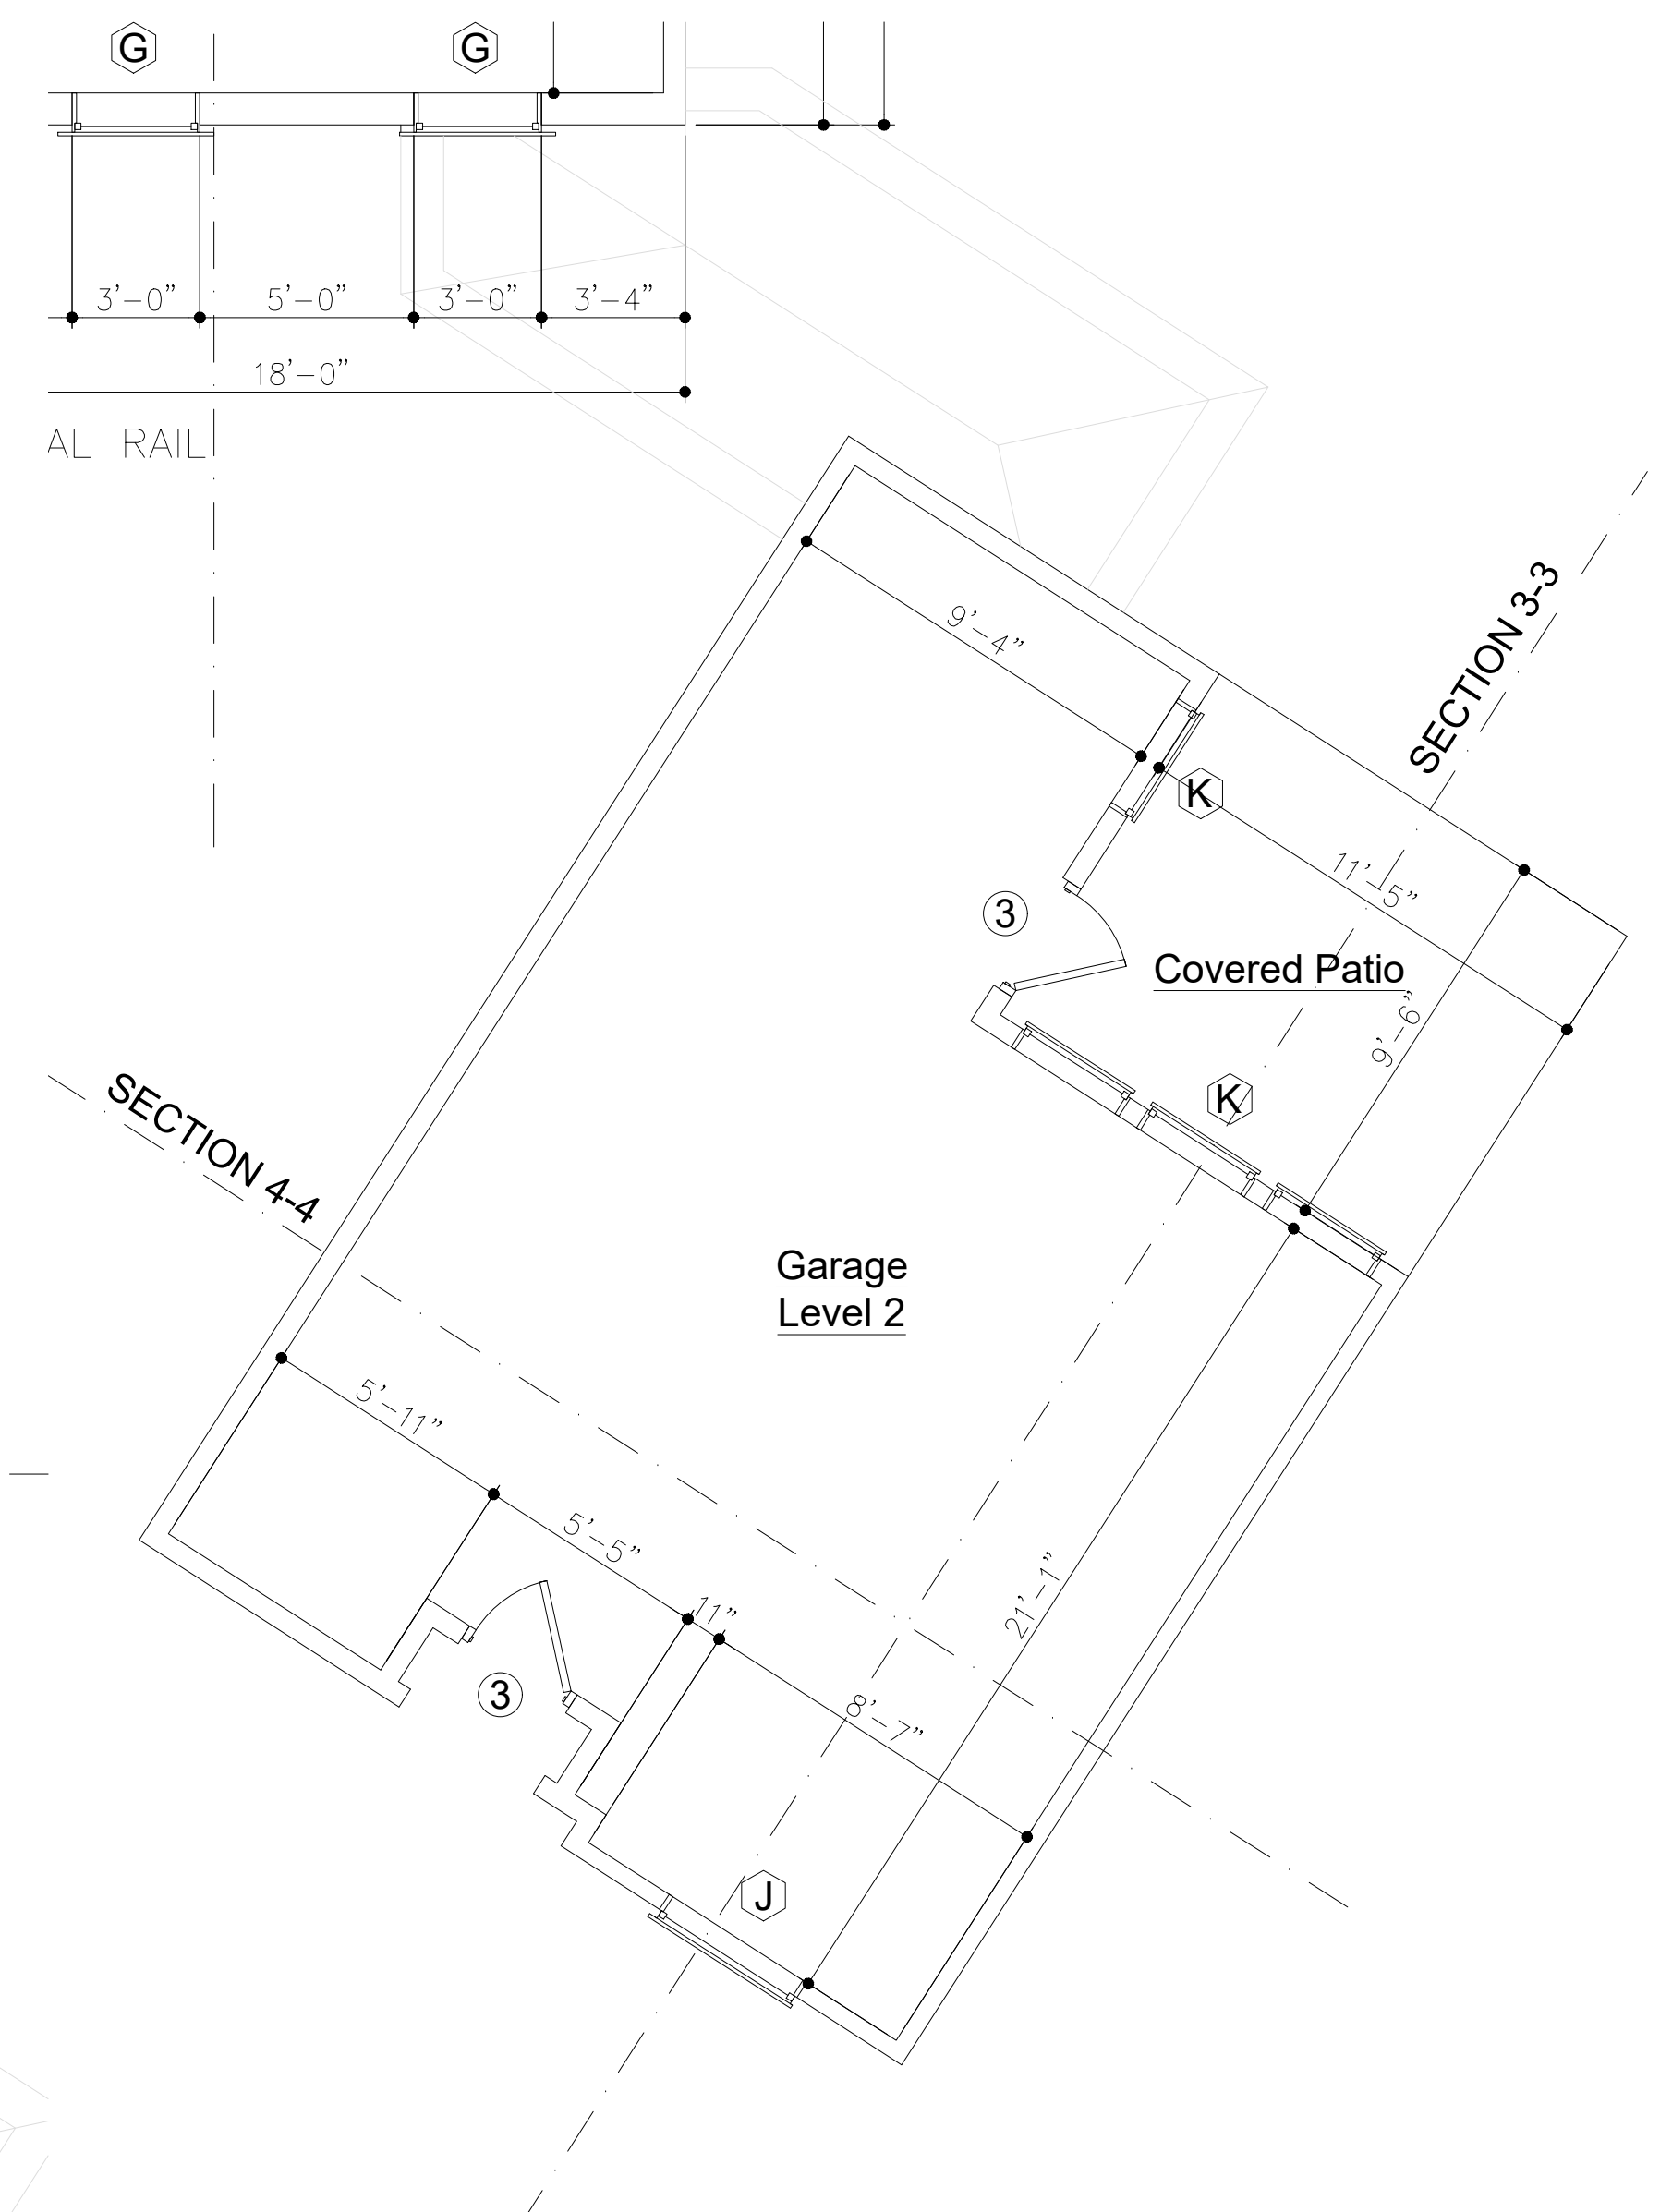 G
G
3'-0"
5'-0"
3'-0"
3'-4"
18'-0"
AL RAIL
SECTION 3-3
9'-4"
K
11'-5"
3
Covered Patio
9'-6"
K
SECTION 4-4
Garage
Level 2
5'-11"
5'-5"
11"
21'-1"
3
8'-7"
J